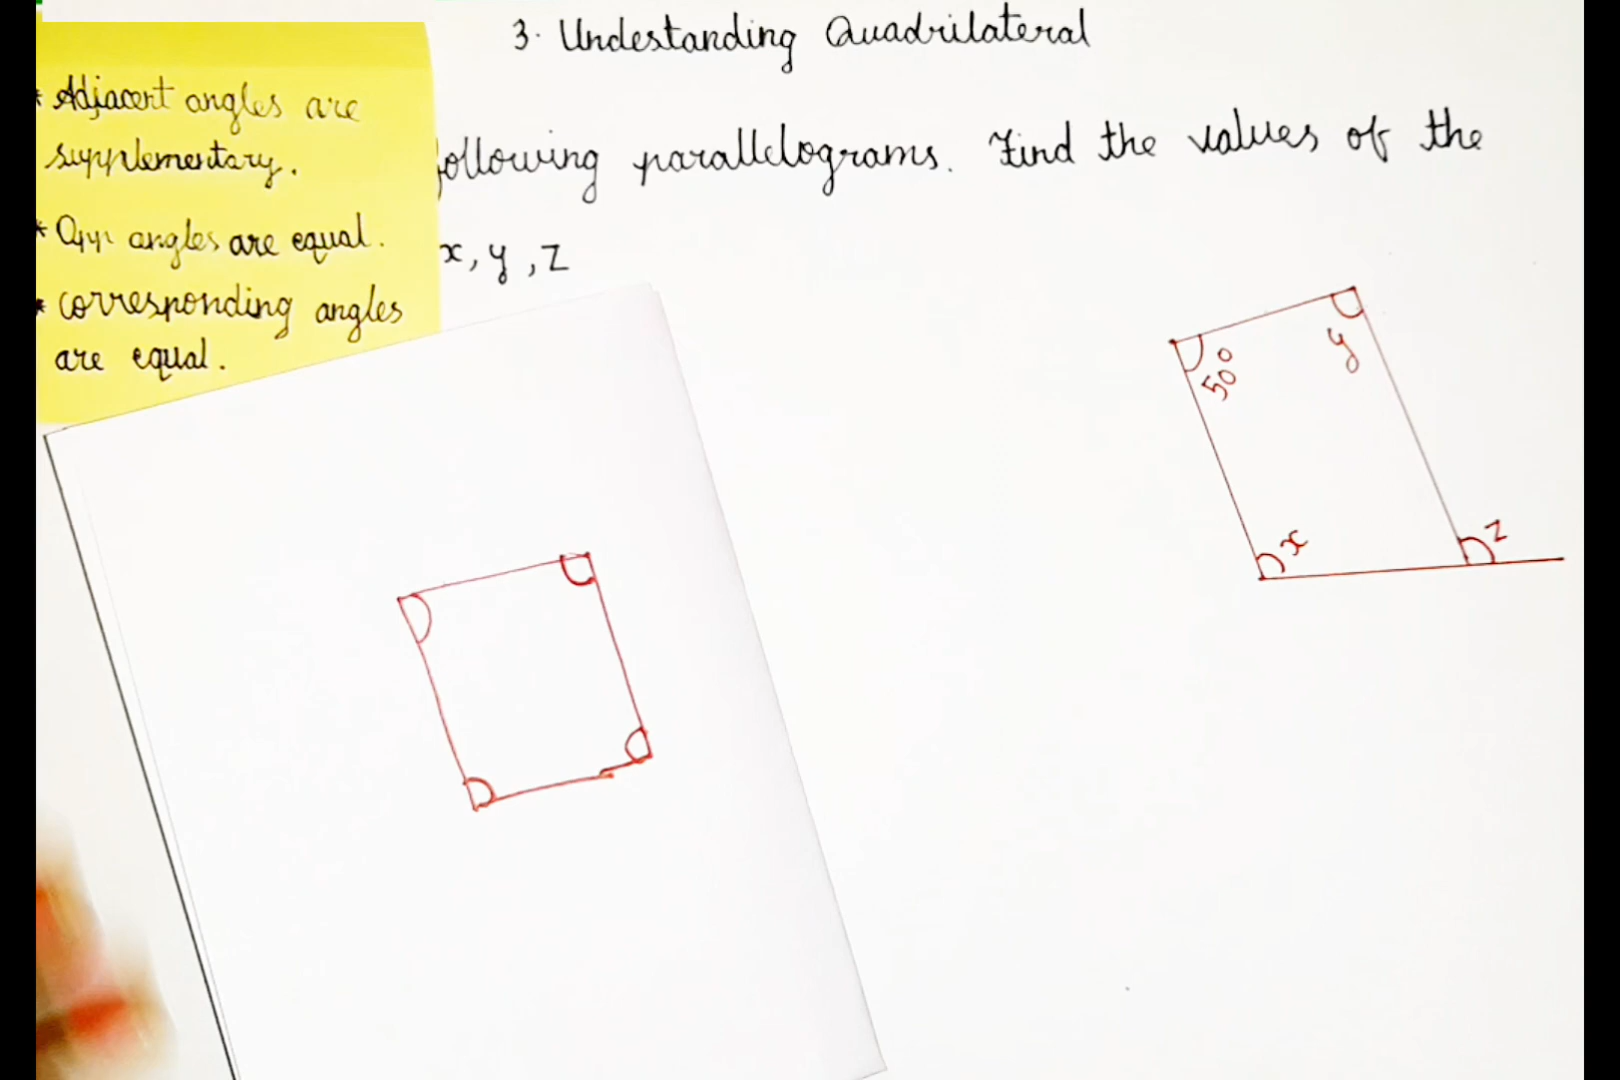 3. Undestanding Quadrilateral
* Adjacent angles are
supplementary.
* Opp angles are equal.
* corresponding angles
are equal.
following parallelograms. Find the values of the
x, y, z
50°
y
x
z